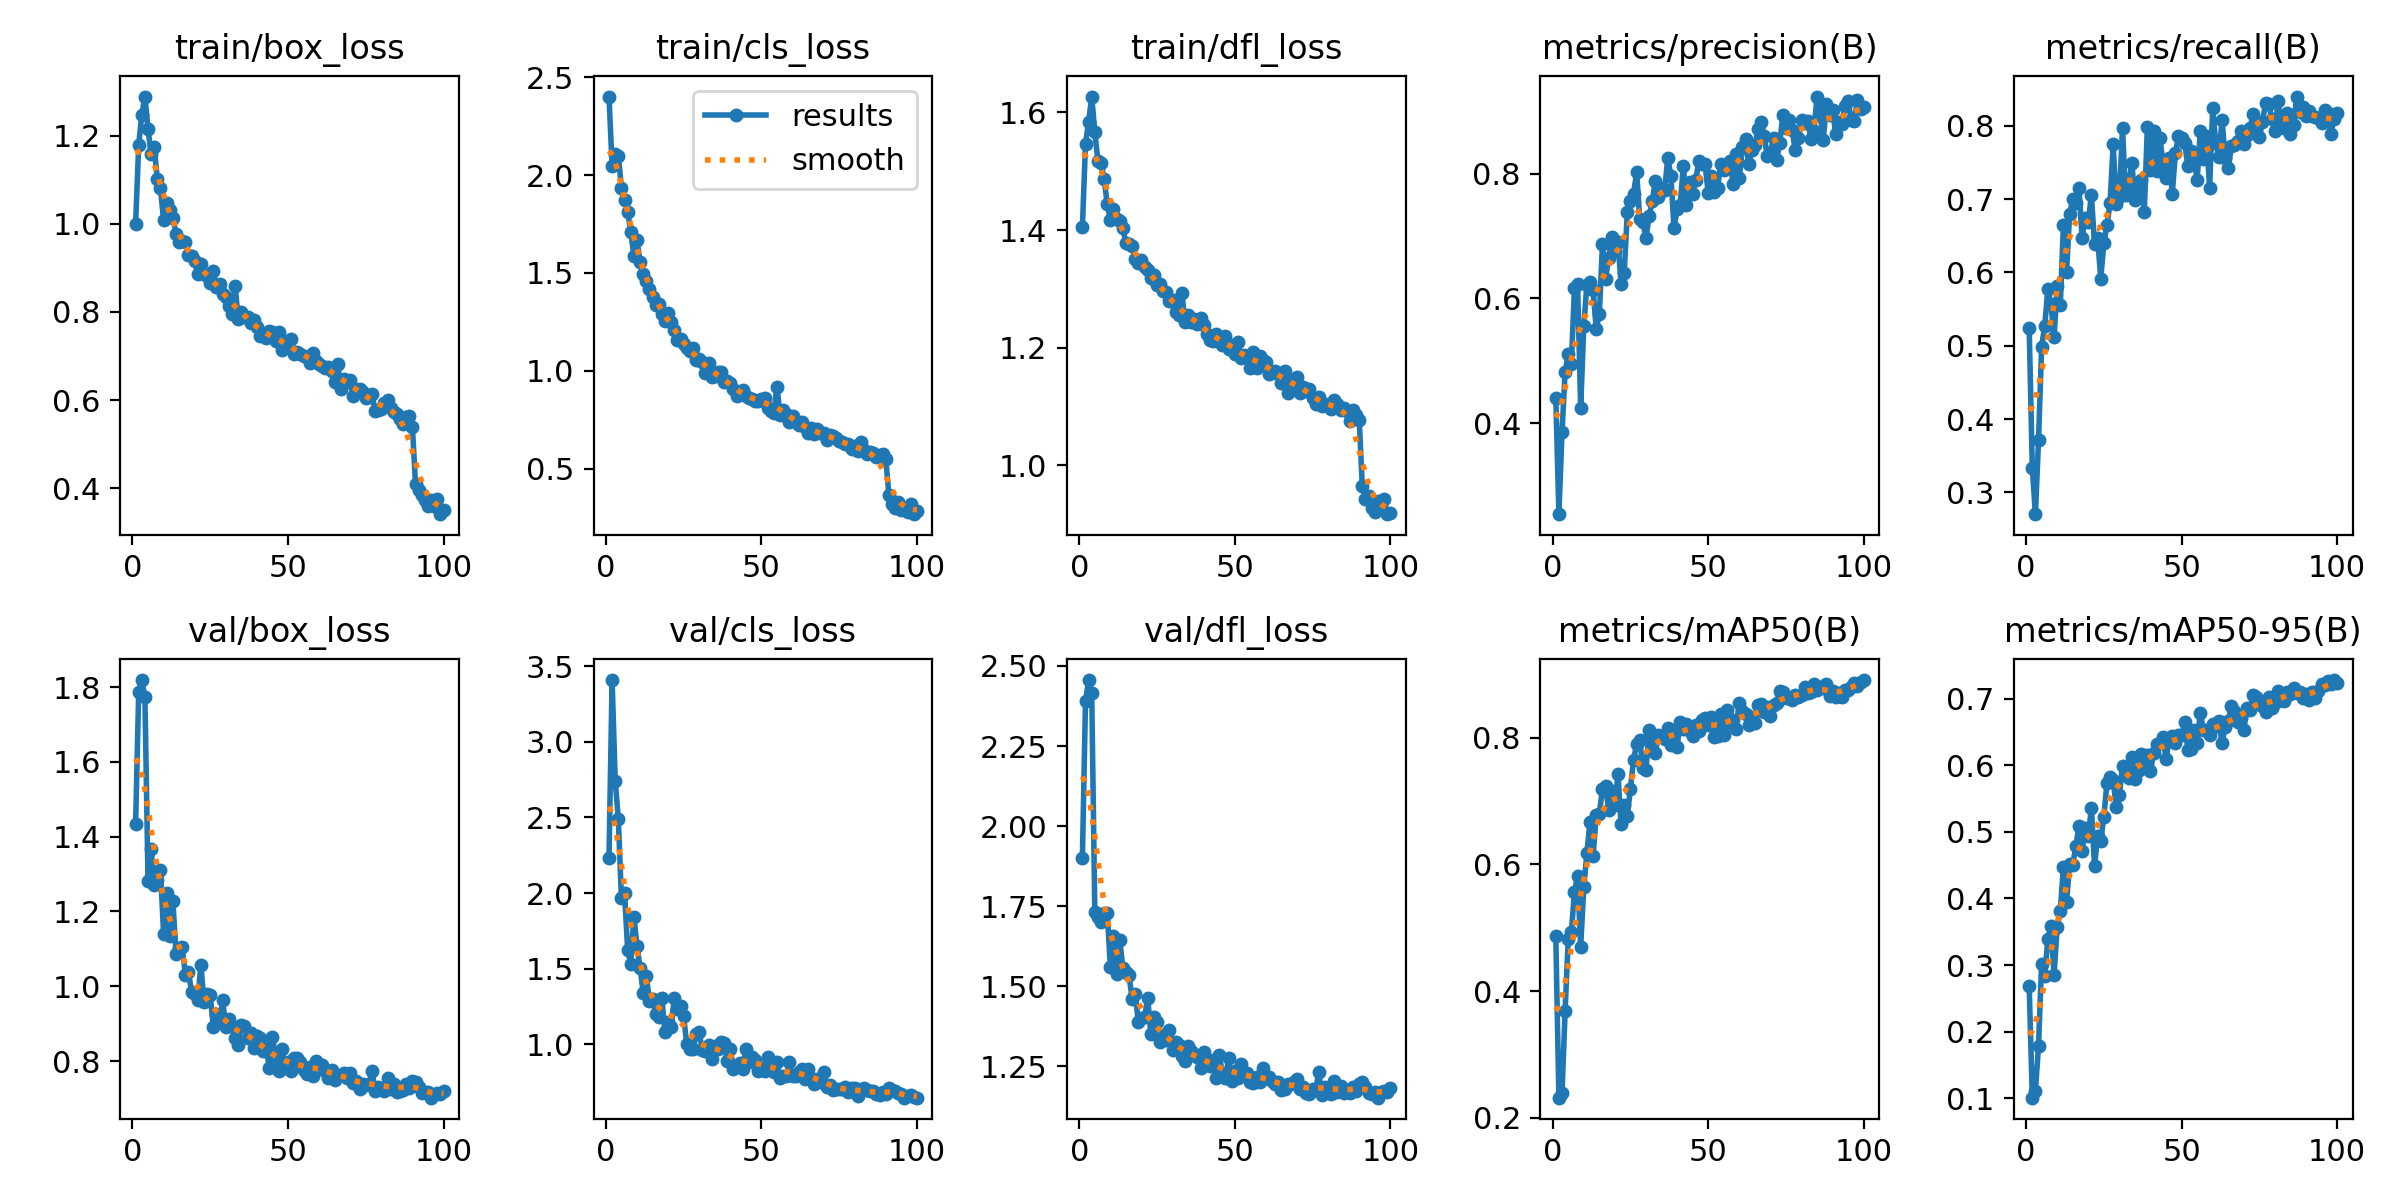 train/box_loss
1.2
1.0
0.8
0.6
0.4
0 50 100
train/cls_loss
2.5
2.0
1.5
1.0
0.5
results
smooth
0 50 100
train/dfl_loss
1.6
1.4
1.2
1.0
0 50 100
metrics/precision(B)
0.8
0.6
0.4
0 50 100
metrics/recall(B)
0.8
0.7
0.6
0.5
0.4
0.3
0 50 100
val/box_loss
1.8
1.6
1.4
1.2
1.0
0.8
0 50 100
val/cls_loss
3.5
3.0
2.5
2.0
1.5
1.0
0 50 100
val/dfl_loss
2.50
2.25
2.00
1.75
1.50
1.25
0 50 100
metrics/mAP50(B)
0.8
0.6
0.4
0.2
0 50 100
metrics/mAP50-95(B)
0.7
0.6
0.5
0.4
0.3
0.2
0.1
0 50 100